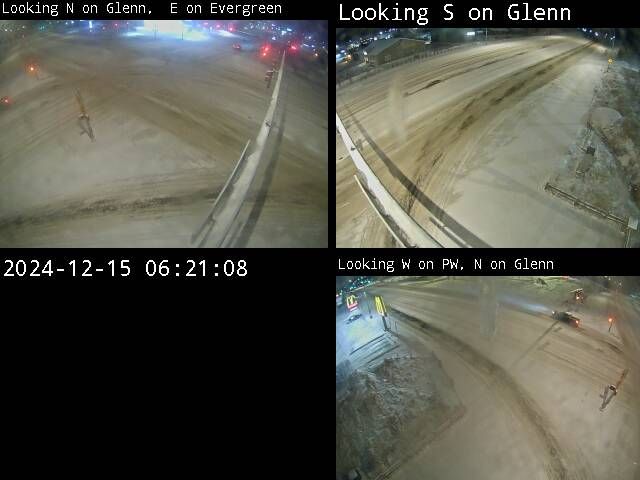 Looking N on Glenn,  E on Evergreen
Looking S on Glenn
2024-12-15 06:21:08
Looking W on PW, N on Glenn